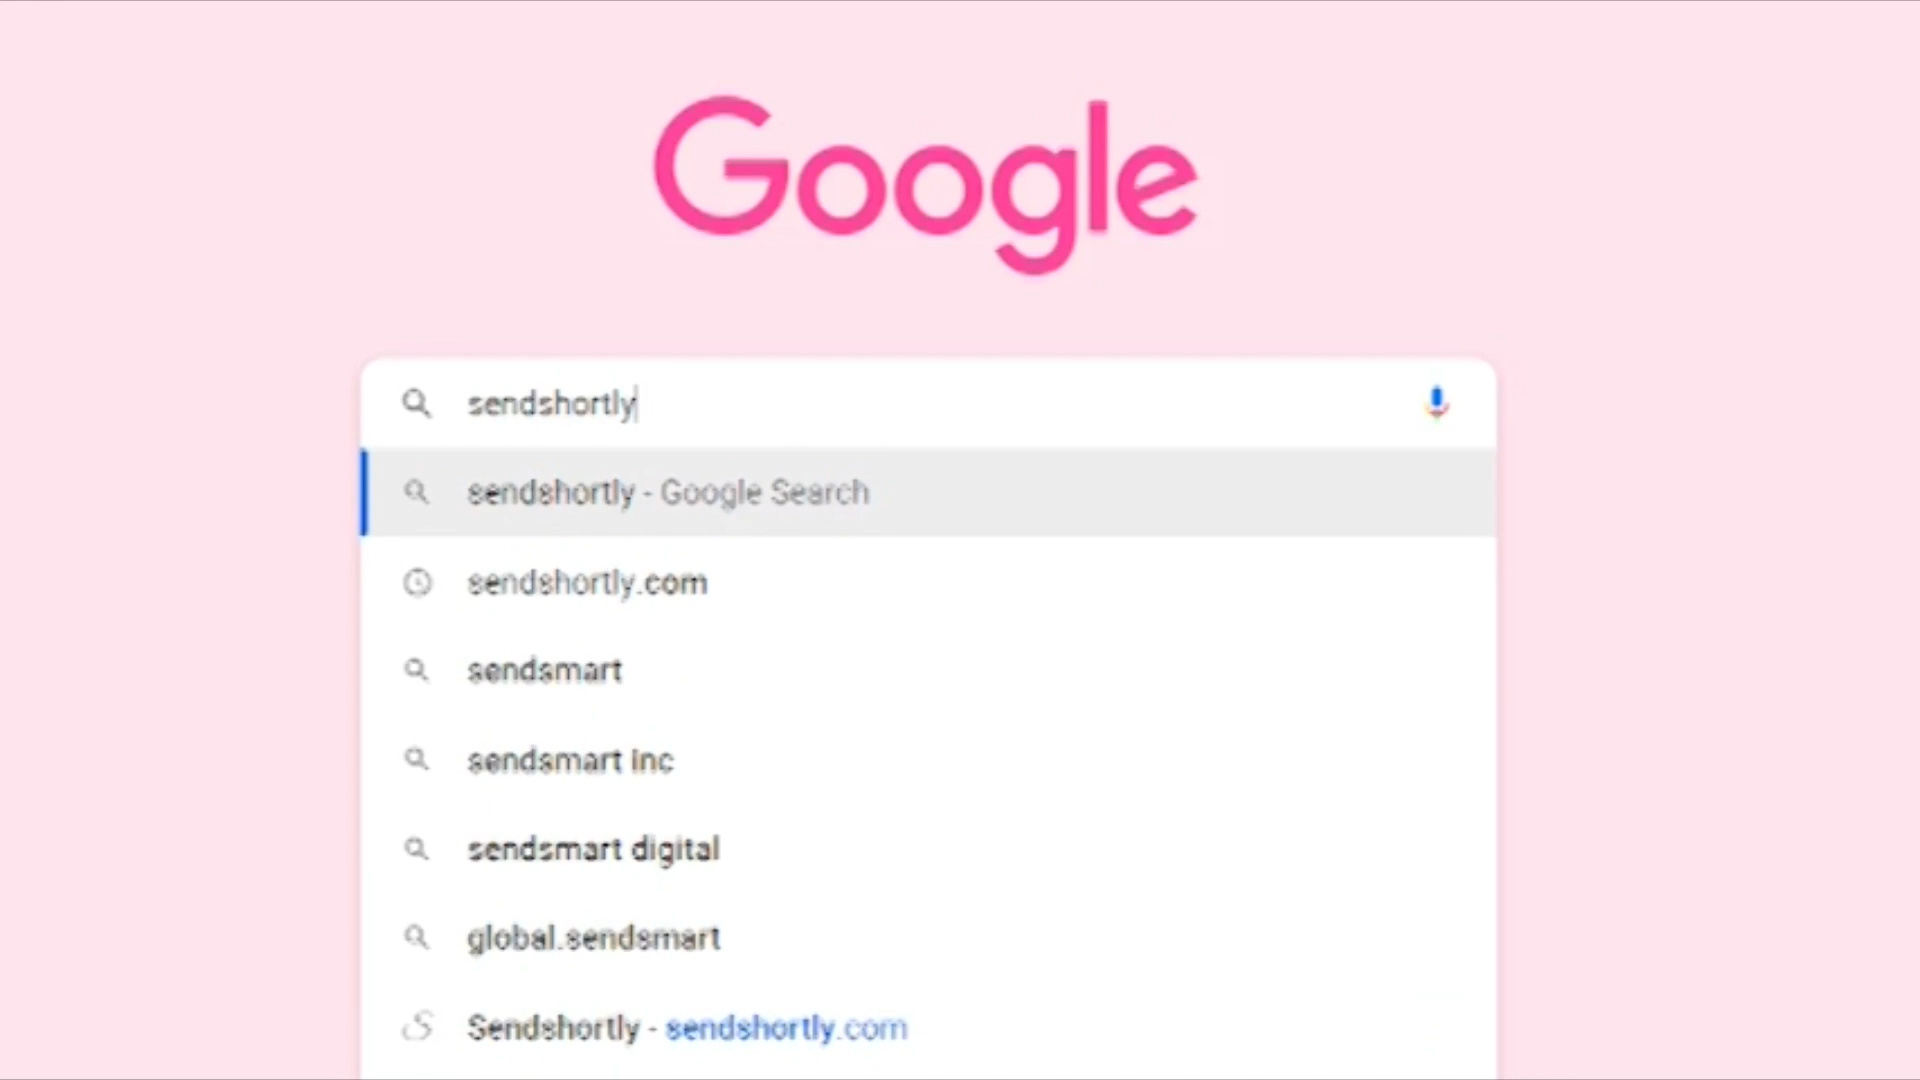 Google
sendshortly
sendshortly - Google Search
sendshortly.com
sendsmart
sendsmart inc
sendsmart digital
global.sendsmart
Sendshortly - sendshortly.com